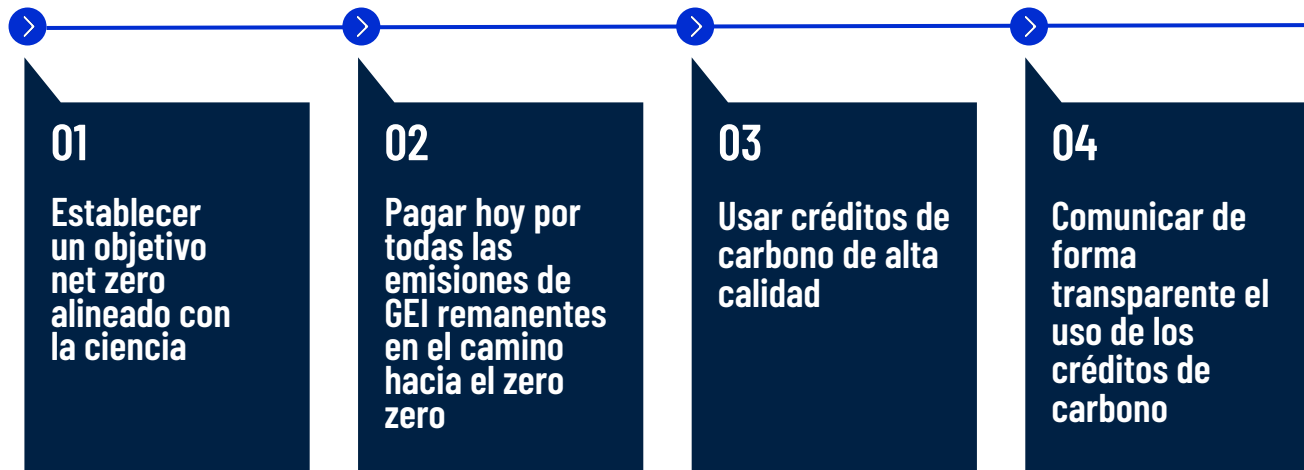 01
Establecer
un objetivo
net zero
alineado con
la ciencia
02
Pagar hoy por
todas las
emisiones de
GEI remanentes
en el camino
hacia el zero
zero
03
Usar créditos de
carbono de alta
calidad
04
Comunicar de
forma
transparente el
uso de los
créditos de
carbono